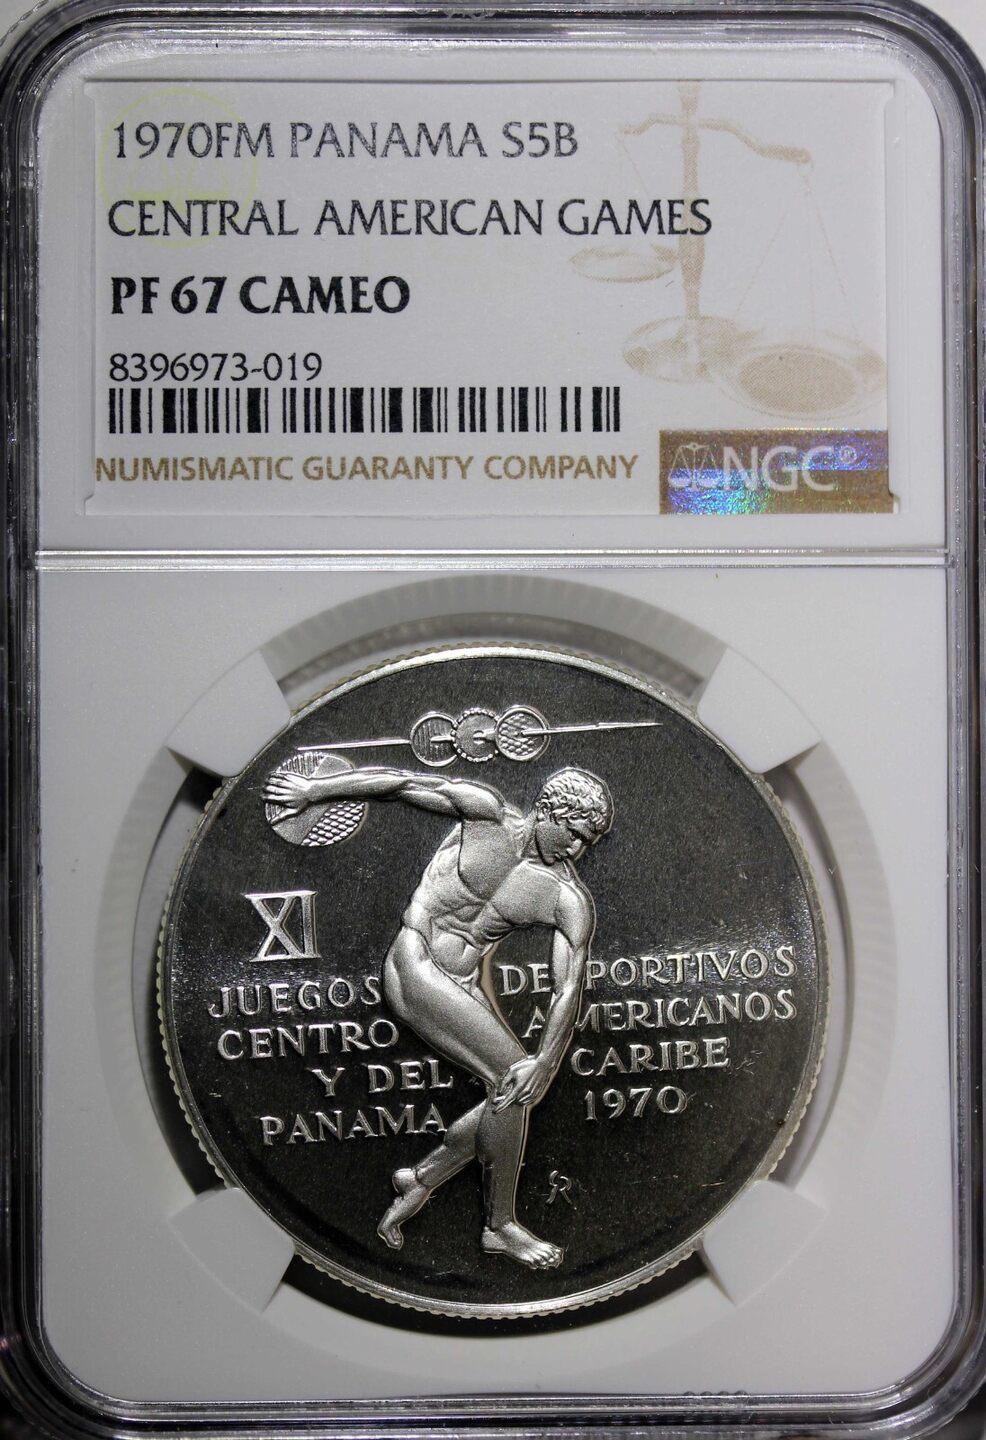 1970FM PANAMA S5B
CENTRAL AMERICAN GAMES
PF 67 CAMEO
8396973-019
NUMISMATIC GUARANTY COMPANY
NGC®
XI
JUEGOS DEPORTIVOS
CENTRO AMERICANOS
Y DEL CARIBE
PANAMA 1970